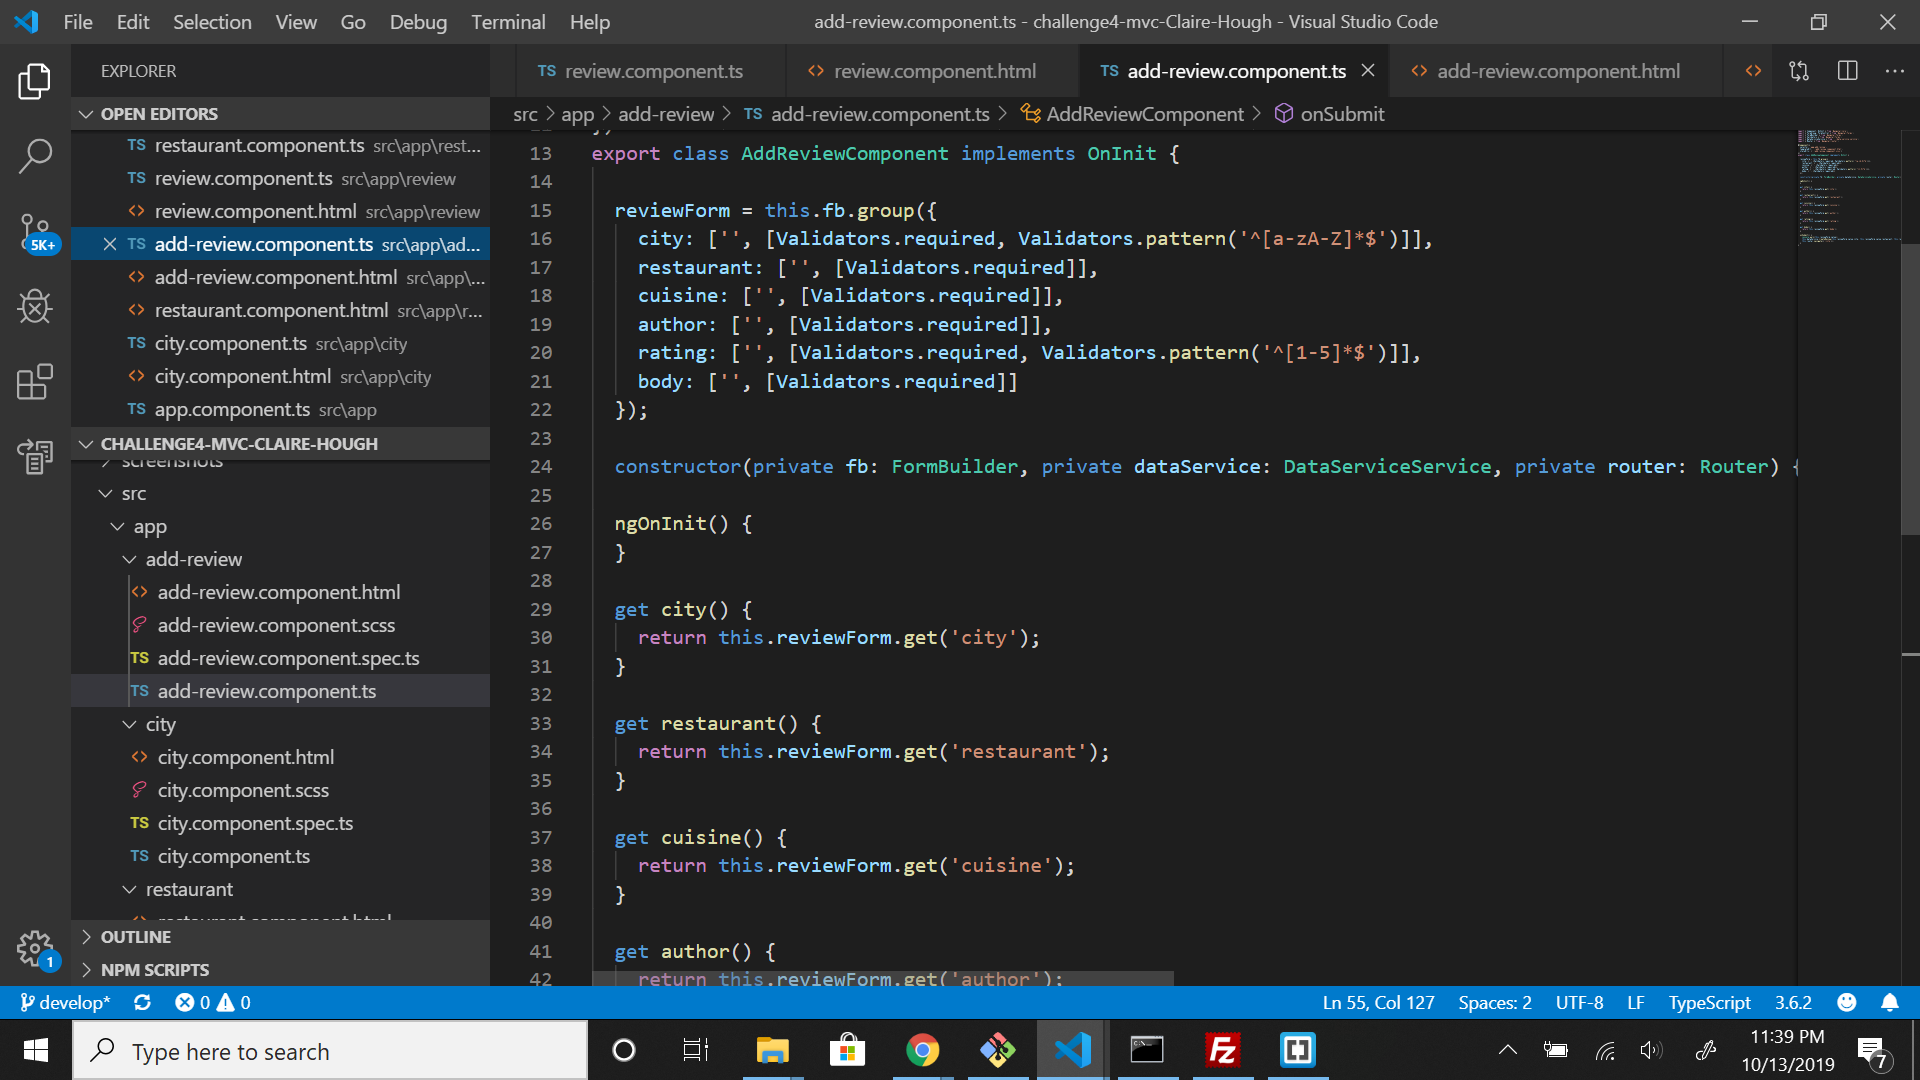 File Edit Selection View Go Debug Terminal Help
add-review.component.ts - challenge4-mvc-Claire-Hough - Visual Studio Code
EXPLORER
TS review.component.ts
<> review.component.html
TS add-review.component.ts
<> add-review.component.html
OPEN EDITORS
src > app > add-review > TS add-review.component.ts > AddReviewComponent > onSubmit
TS restaurant.component.ts src\app\rest...
TS review.component.ts src\app\review
<> review.component.html src\app\review
TS add-review.component.ts src\app\ad...
<> add-review.component.html src\app\...
<> restaurant.component.html src\app\r...
TS city.component.ts src\app\city
<> city.component.html src\app\city
TS app.component.ts src\app
5K+
CHALLENGE4-MVC-CLAIRE-HOUGH
screenshots
src
app
add-review
<> add-review.component.html
add-review.component.scss
TS add-review.component.spec.ts
TS add-review.component.ts
city
<> city.component.html
city.component.scss
TS city.component.spec.ts
TS city.component.ts
restaurant
<> restaurant.component.html
OUTLINE
NPM SCRIPTS
1
13 export class AddReviewComponent implements OnInit {
14
15 reviewForm = this.fb.group({
16 city: ['', [Validators.required, Validators.pattern('^[a-zA-Z]*$')]],
17 restaurant: ['', [Validators.required]],
18 cuisine: ['', [Validators.required]],
19 author: ['', [Validators.required]],
20 rating: ['', [Validators.required, Validators.pattern('^[1-5]*$')]],
21 body: ['', [Validators.required]]
22 });
23
24 constructor(private fb: FormBuilder, private dataService: DataServiceService, private router: Router) {
25
26 ngOnInit() {
27 }
28
29 get city() {
30 return this.reviewForm.get('city');
31 }
32
33 get restaurant() {
34 return this.reviewForm.get('restaurant');
35 }
36
37 get cuisine() {
38 return this.reviewForm.get('cuisine');
39 }
40
41 get author() {
42 return this.reviewForm.get('author');
develop* 0 0
Ln 55, Col 127 Spaces: 2 UTF-8 LF TypeScript 3.6.2
Type here to search
11:39 PM
10/13/2019
7